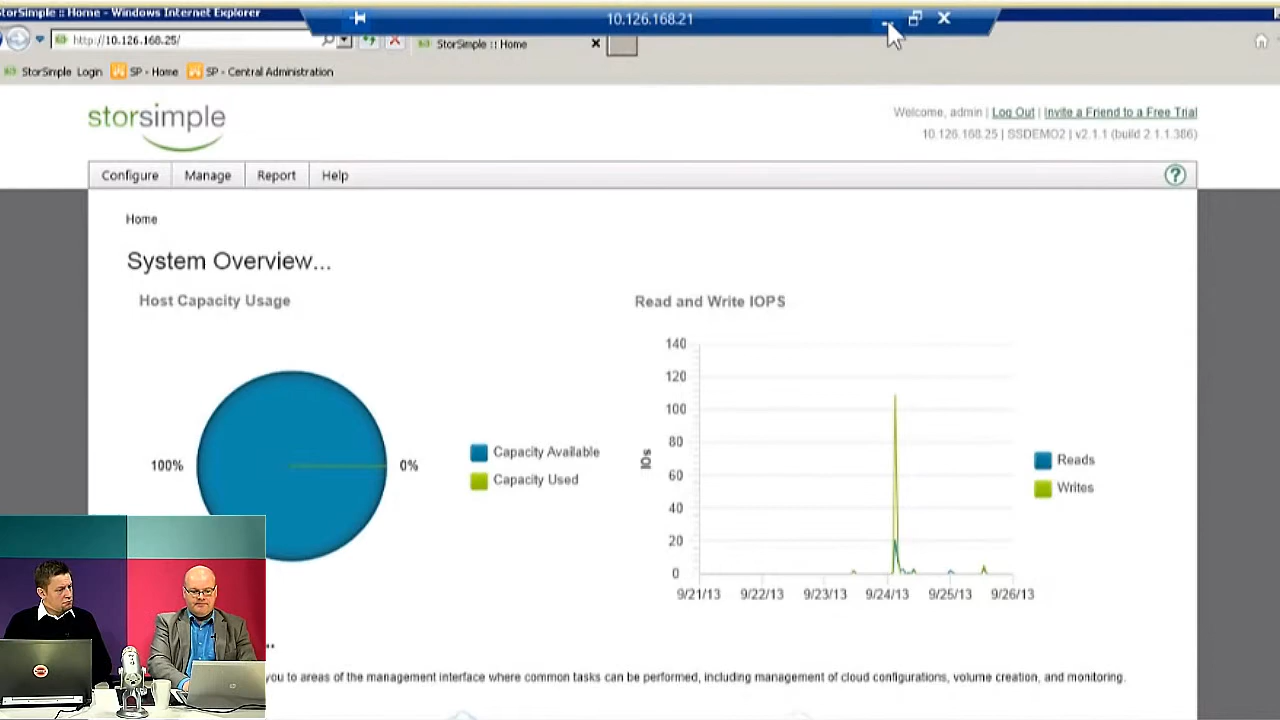 StorSimple :: Home - Windows Internet Explorer
10.126.168.21
http://10.126.168.25/
StorSimple :: Home
StorSimple Login
SP - Home
SP - Central Administration
storsimple
Welcome, admin | Log Out | Invite a Friend to a Free Trial
10.126.168.25 | SSDEMO2 | v2.1.1 (build 2.1.1.386)
Configure
Manage
Report
Help
?
Home
System Overview...
Host Capacity Usage
100%
0%
Capacity Available
Capacity Used
Read and Write IOPS
140
120
100
80
60
40
20
0
IOs
9/21/13 9/22/13 9/23/13 9/24/13 9/25/13 9/26/13
Reads
Writes
..
you to areas of the management interface where common tasks can be performed, including management of cloud configurations, volume creation, and monitoring.